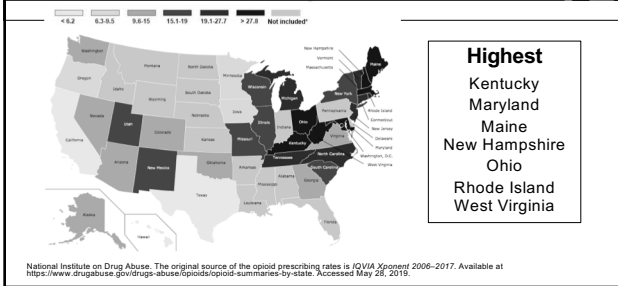 < 6.2
6.3-9.5
9.6-15
15.1-19
19.1-27.7
> 27.8
Not included*
Washington
Oregon
California
Nevada
Idaho
Utah
Arizona
Montana
Wyoming
Colorado
New Mexico
North Dakota
South Dakota
Nebraska
Kansas
Oklahoma
Texas
Minnesota
Iowa
Missouri
Arkansas
Louisiana
Wisconsin
Illinois
Michigan
Indiana
Ohio
Kentucky
Tennessee
Mississippi
Alabama
Georgia
Florida
South Carolina
North Carolina
Virginia
Pennsylvania
New York
Maine
New Hampshire
Vermont
Massachusetts
Rhode Island
Connecticut
New Jersey
Delaware
Maryland
Washington, D.C.
West Virginia
Alaska
Hawaii
Highest
Kentucky
Maryland
Maine
New Hampshire
Ohio
Rhode Island
West Virginia
National Institute on Drug Abuse. The original source of the opioid prescribing rates is IQVIA Xponent 2006–2017. Available at
https://www.drugabuse.gov/drugs-abuse/opioids/opioid-summaries-by-state. Accessed May 28, 2019.